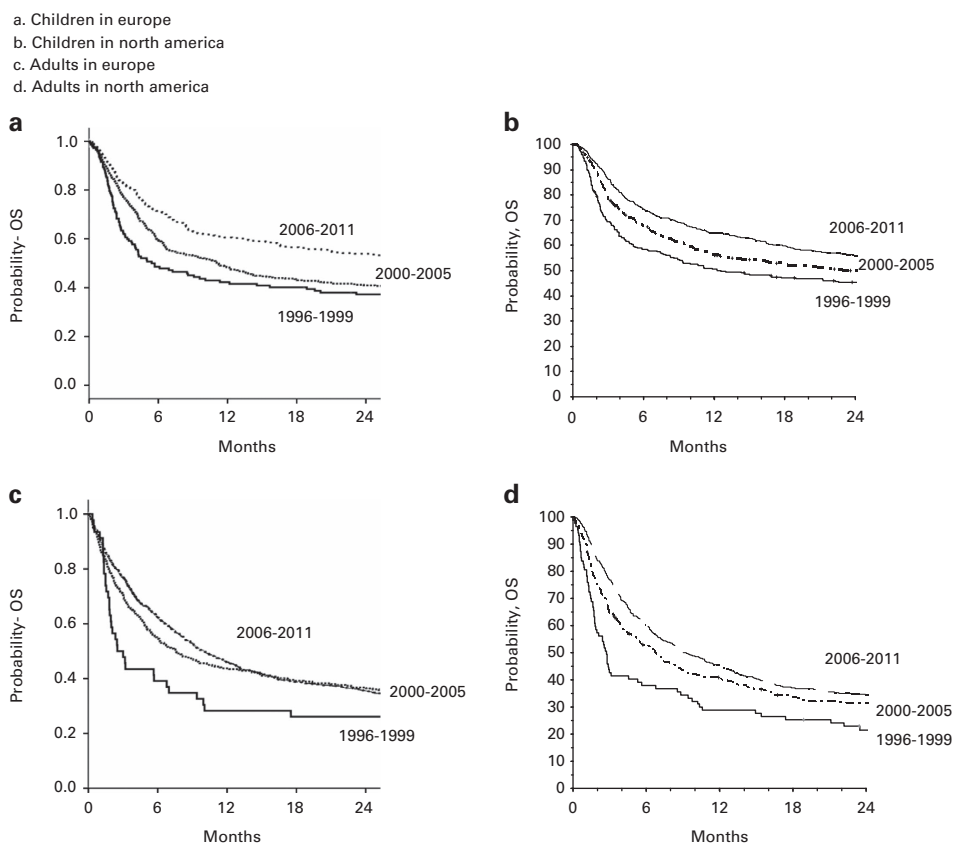 a. Children in europe
b. Children in north america
c. Adults in europe
d. Adults in north america
a
1.0
0.8
0.6
0.4
0.2
0.0
Probability- OS
2006-2011
2000-2005
1996-1999
0 6 12 18 24
Months
b
100
90
80
70
60
50
40
30
20
10
0
Probability, OS
2006-2011
2000-2005
1996-1999
0 6 12 18 24
Months
c
1.0
0.8
0.6
0.4
0.2
0.0
Probability- OS
2006-2011
2000-2005
1996-1999
0 6 12 18 24
Months
d
100
90
80
70
60
50
40
30
20
10
0
Probability, OS
2006-2011
2000-2005
1996-1999
0 6 12 18 24
Months